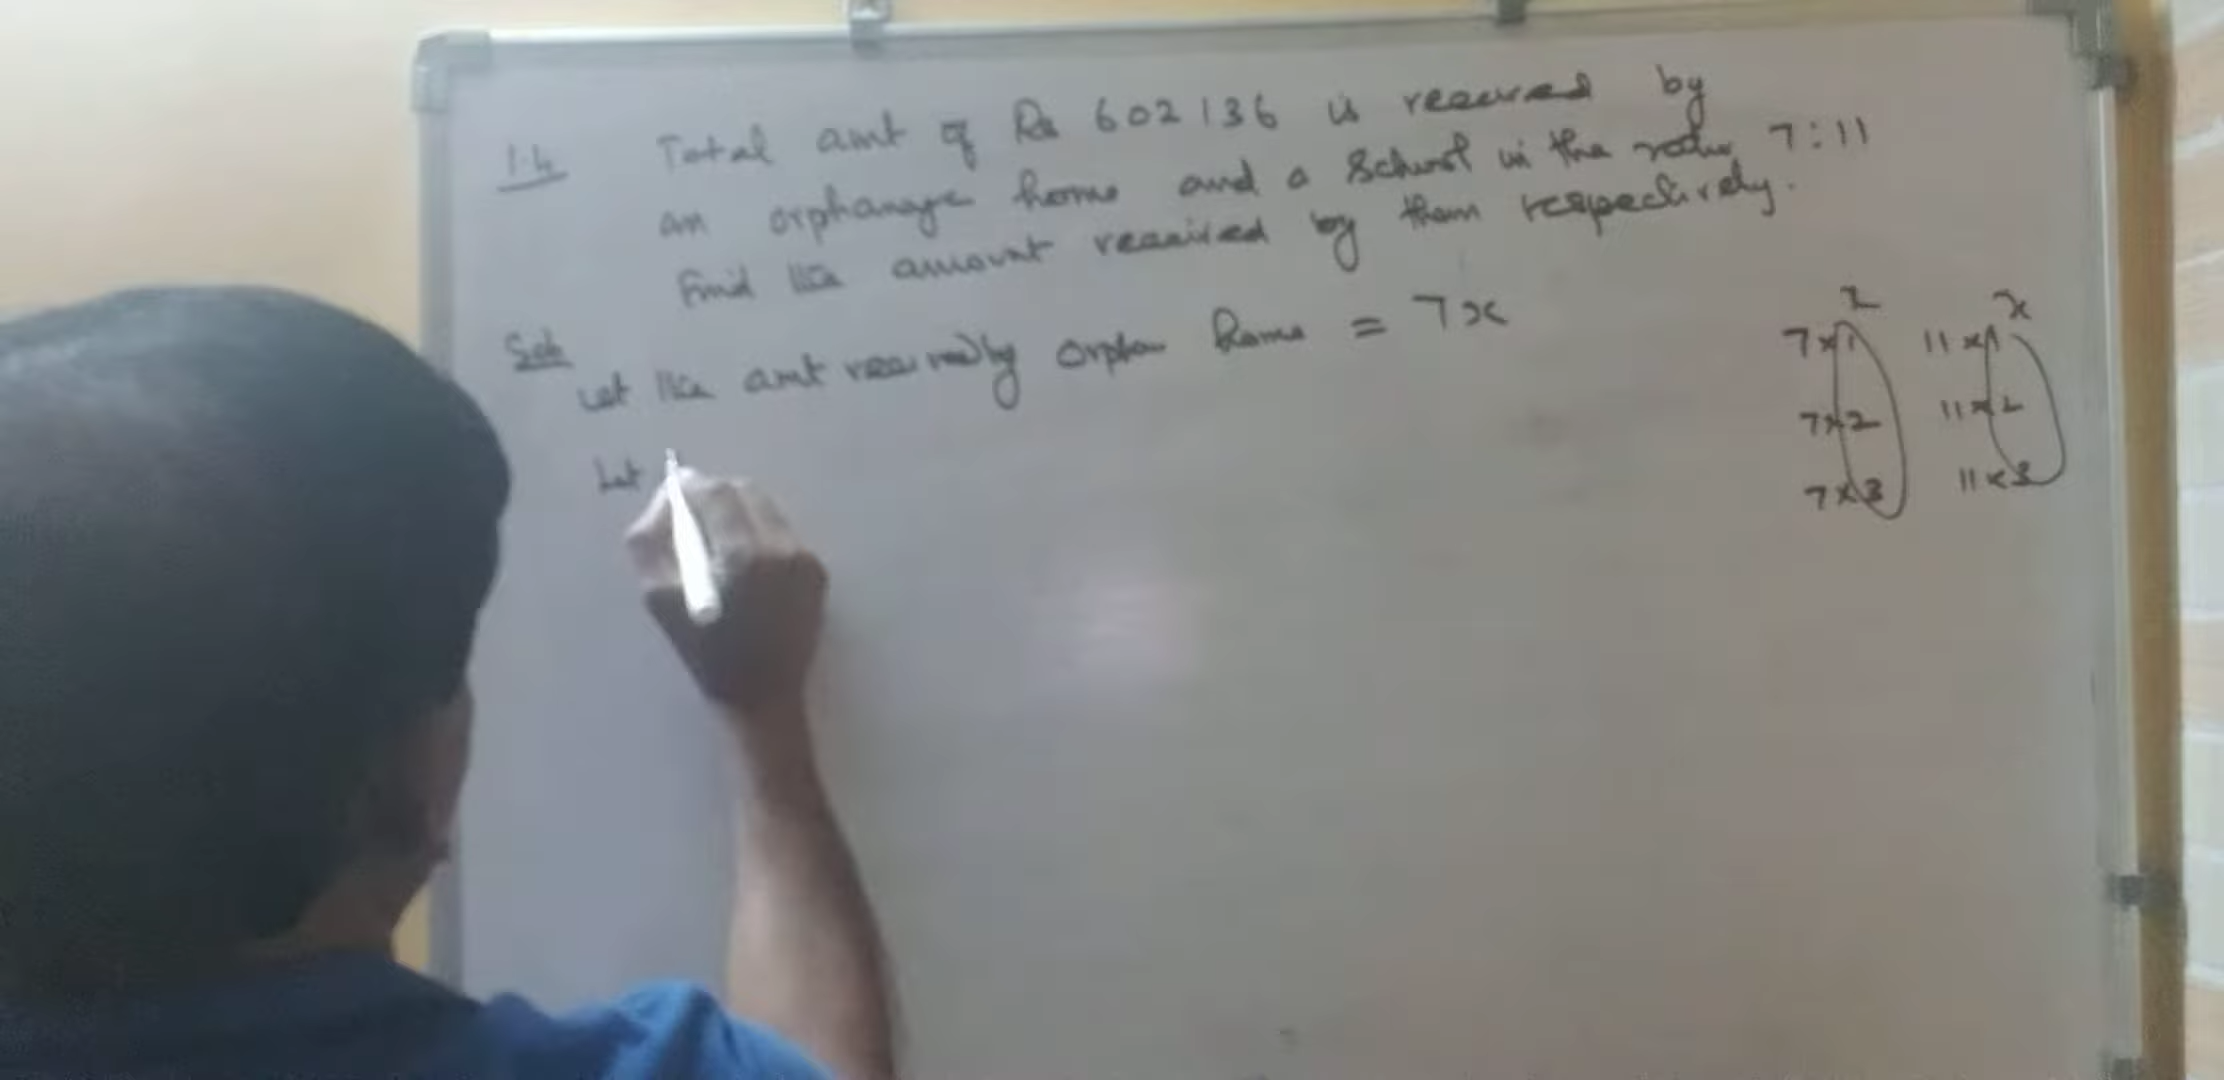 1.4 Total amt of Rs 602136 is received by
an orphanage home and a School in the ratio 7:11
Find the amount received by them respectively.
Soln
Let the amt received by orphan home = 7x
Let
x x
7×1 11×1
7×2 11×2
7×3 11×3